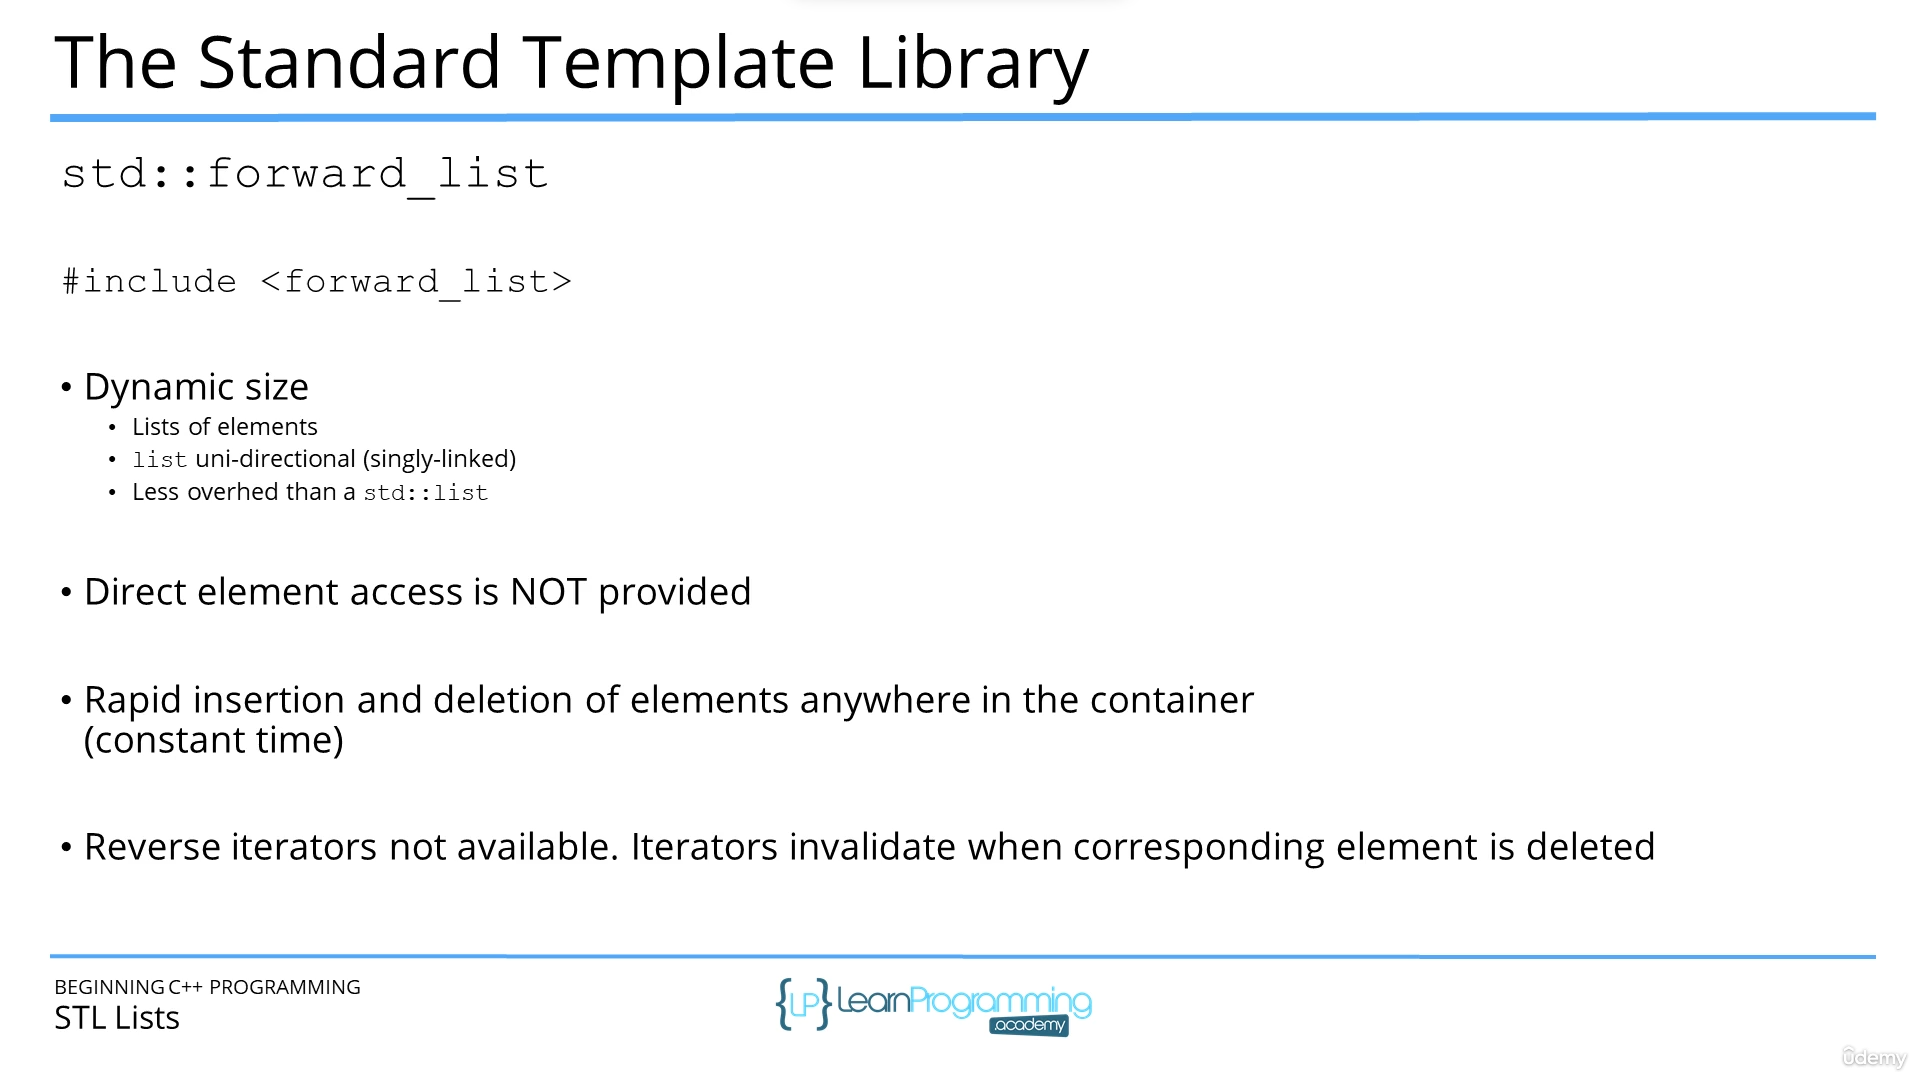 The Standard Template Library
std::forward_list
#include <forward_list>
• Dynamic size
• Lists of elements
• list uni-directional (singly-linked)
• Less overhed than a std::list
• Direct element access is NOT provided
• Rapid insertion and deletion of elements anywhere in the container
(constant time)
• Reverse iterators not available. Iterators invalidate when corresponding element is deleted
BEGINNING C++ PROGRAMMING
STL Lists
{LP} LearnProgramming
.academy
ûdemy